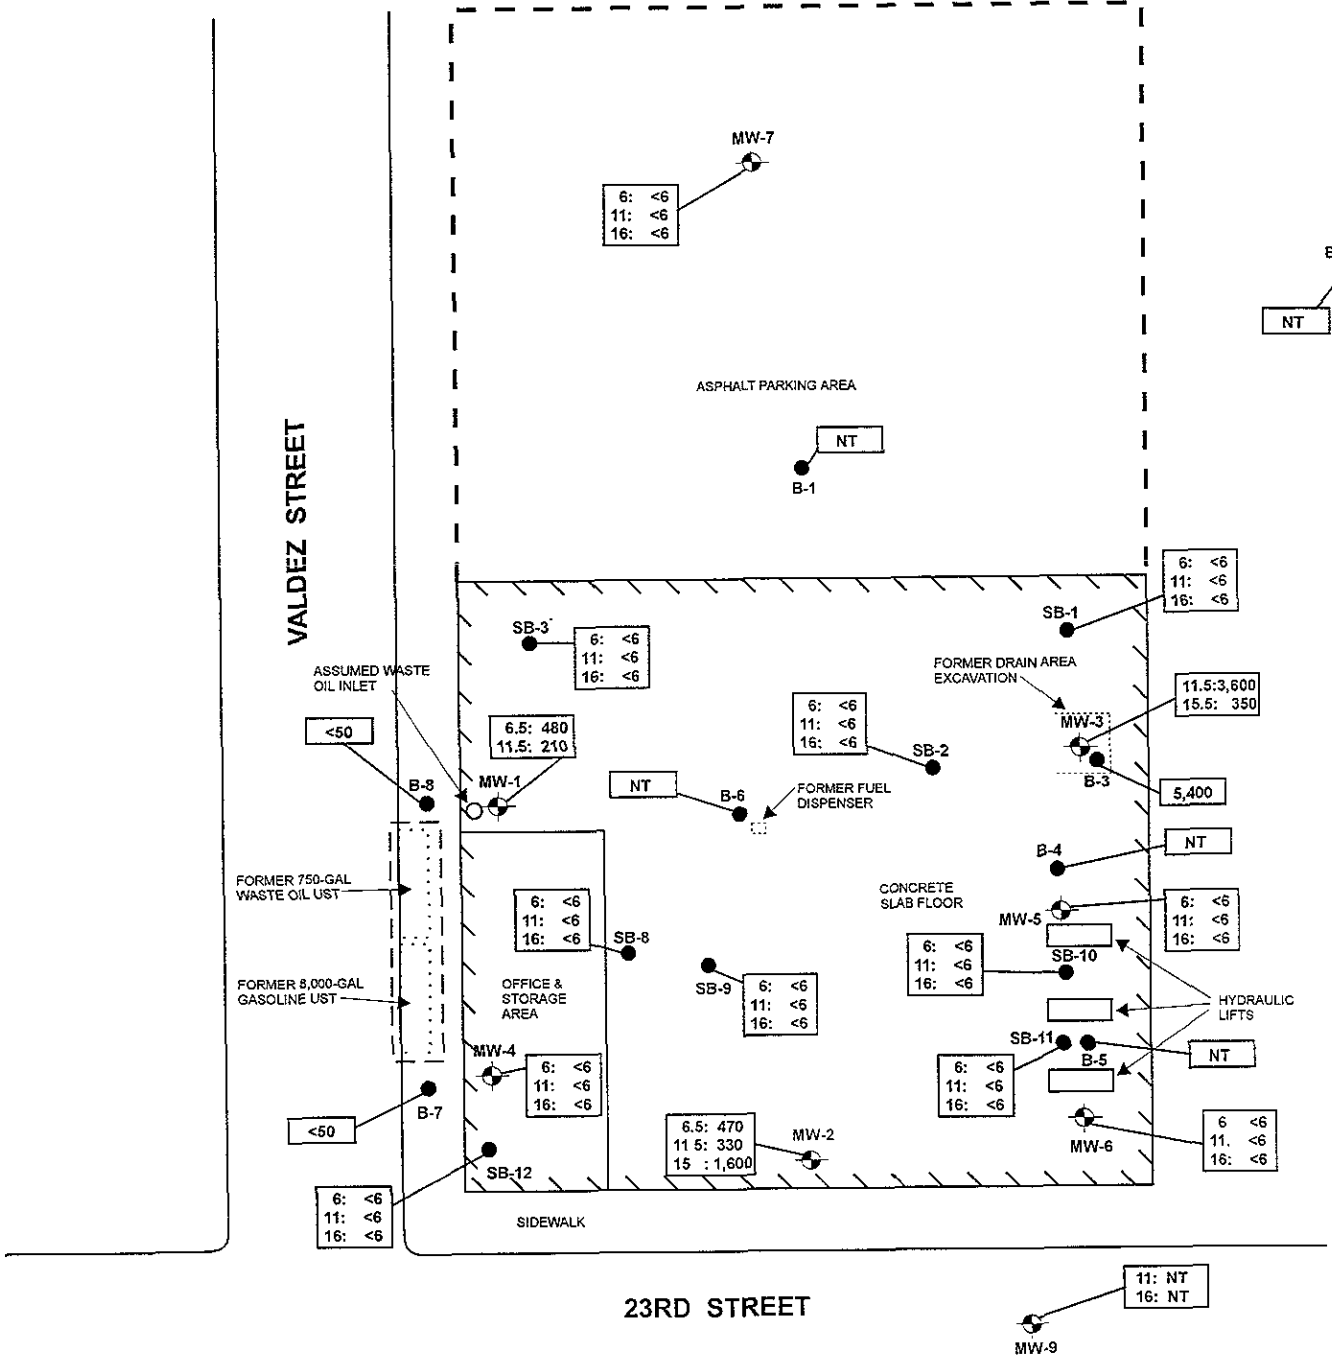 MW-7
6: <6
11: <6
16: <6
B
NT
ASPHALT PARKING AREA
NT
B-1
VALDEZ STREET
6: <6
11: <6
16: <6
SB-1
SB-3
6: <6
11: <6
16: <6
ASSUMED WASTE
OIL INLET
FORMER DRAIN AREA
EXCAVATION
11.5:3,600
15.5: 350
MW-3
6: <6
11: <6
16: <6
SB-2
<50
6.5: 480
11.5: 210
B-8
MW-1
NT
B-6
FORMER FUEL
DISPENSER
B-3
5,400
NT
B-4
FORMER 750-GAL
WASTE OIL UST
CONCRETE
SLAB FLOOR
MW-5
6: <6
11: <6
16: <6
6: <6
11: <6
16: <6
SB-8
6: <6
11: <6
16: <6
SB-10
FORMER 8,000-GAL
GASOLINE UST
OFFICE &
STORAGE
AREA
SB-9
6: <6
11: <6
16: <6
HYDRAULIC
LIFTS
SB-11
B-5
NT
MW-4
6: <6
11: <6
16: <6
6: <6
11: <6
16: <6
B-7
<50
6.5: 470
11 5: 330
15 : 1,600
MW-2
MW-6
6 <6
11. <6
16: <6
SB-12
6: <6
11: <6
16: <6
SIDEWALK
23RD STREET
11: NT
16: NT
MW-9